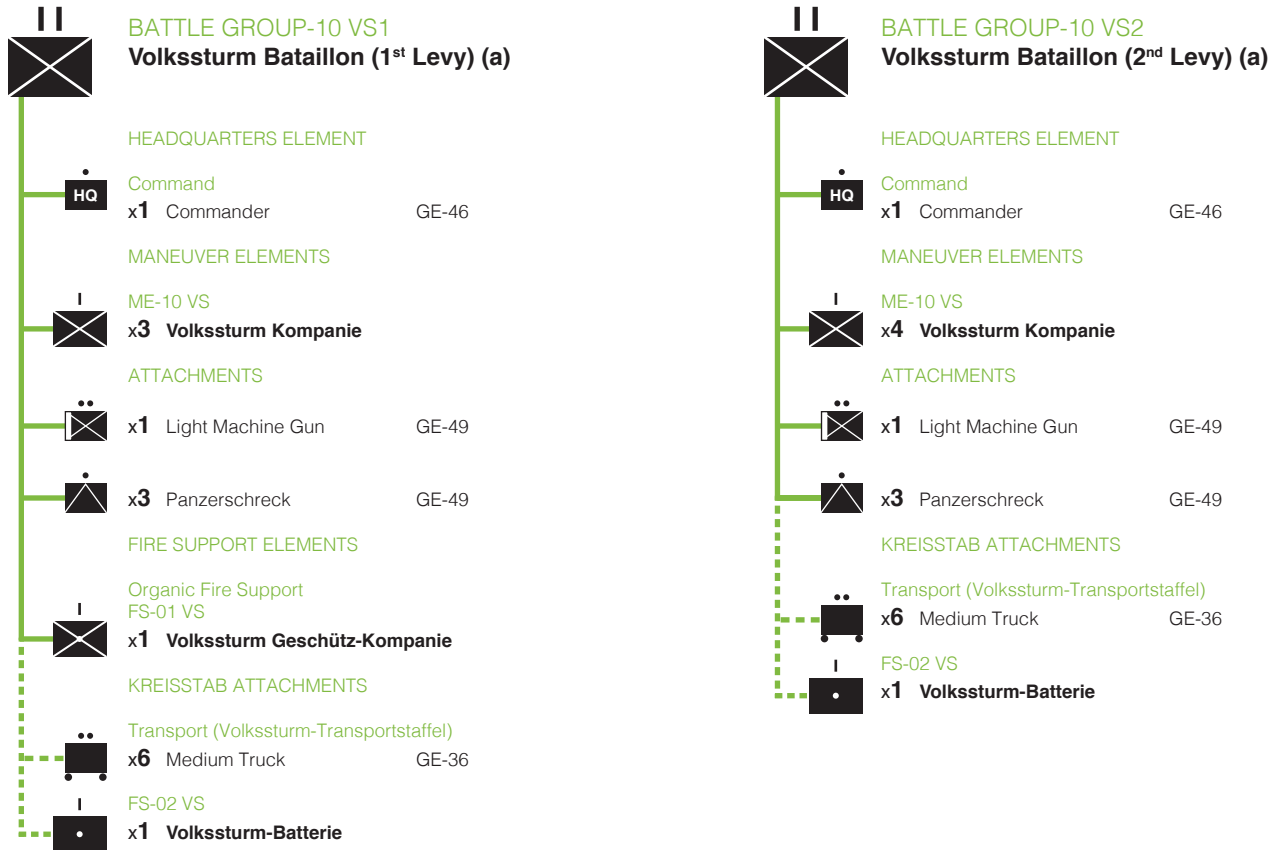 BATTLE GROUP-10 VS1
Volkssturm Bataillon (1st Levy) (a)
HEADQUARTERS ELEMENT
Command
HQ
x1 Commander GE-46
MANEUVER ELEMENTS
ME-10 VS
x3 Volkssturm Kompanie
ATTACHMENTS
x1 Light Machine Gun GE-49
x3 Panzerschreck GE-49
FIRE SUPPORT ELEMENTS
Organic Fire Support
FS-01 VS
x1 Volkssturm Geschütz-Kompanie
KREISSTAB ATTACHMENTS
Transport (Volkssturm-Transportstaffel)
x6 Medium Truck GE-36
FS-02 VS
x1 Volkssturm-Batterie
BATTLE GROUP-10 VS2
Volkssturm Bataillon (2nd Levy) (a)
HEADQUARTERS ELEMENT
Command
HQ
x1 Commander GE-46
MANEUVER ELEMENTS
ME-10 VS
x4 Volkssturm Kompanie
ATTACHMENTS
x1 Light Machine Gun GE-49
x3 Panzerschreck GE-49
KREISSTAB ATTACHMENTS
Transport (Volkssturm-Transportstaffel)
x6 Medium Truck GE-36
FS-02 VS
x1 Volkssturm-Batterie